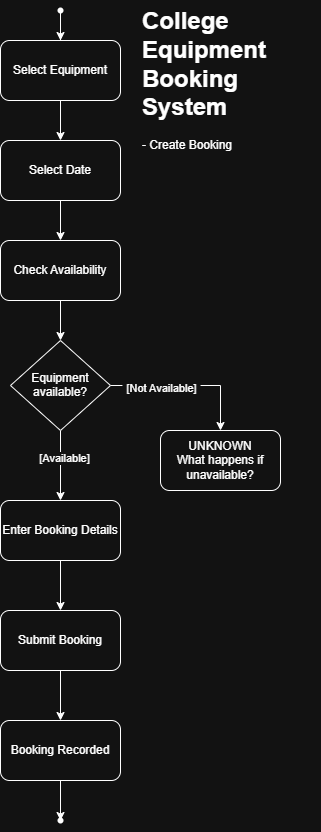 College
Equipment
Booking
System
- Create Booking
Select Equipment
Select Date
Check Availability
Equipment
available?
[Not Available]
UNKNOWN
What happens if
unavailable?
[Available]
Enter Booking Details
Submit Booking
Booking Recorded